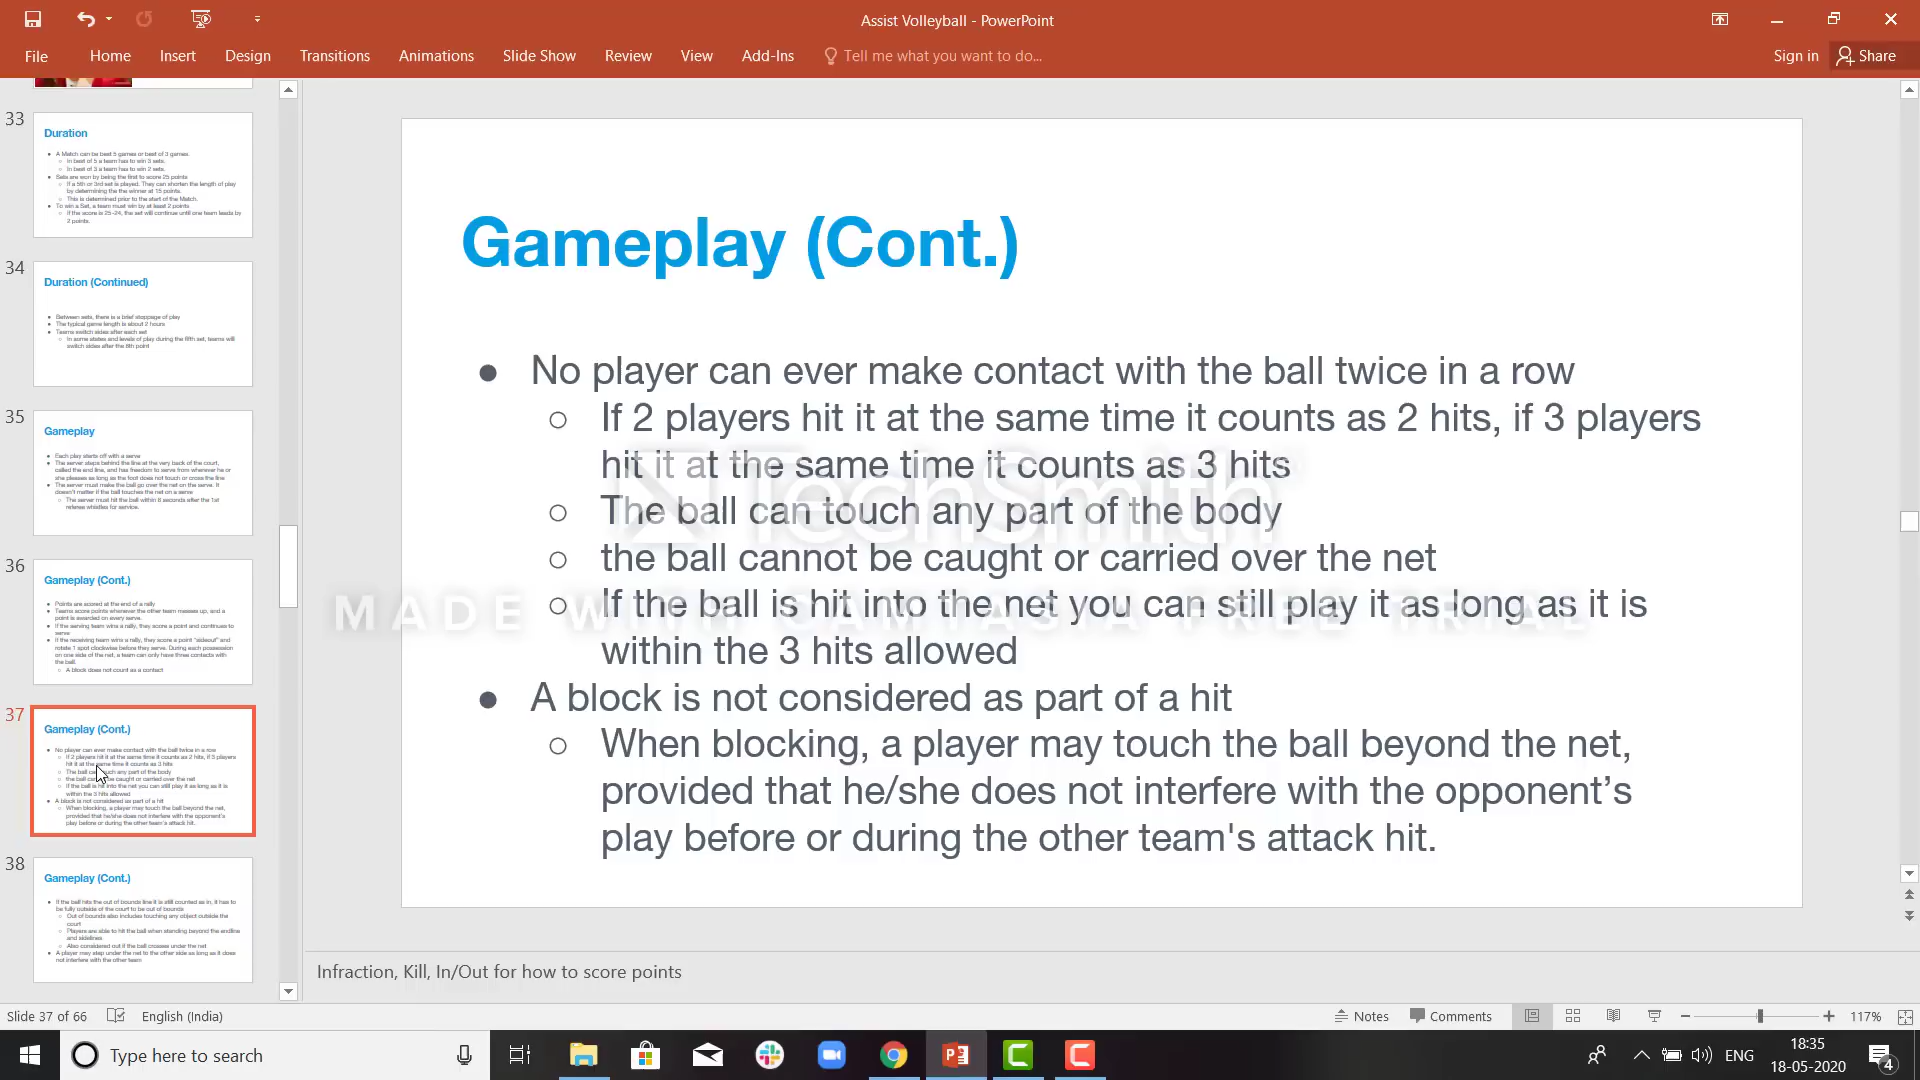 Assist Volleyball - PowerPoint
File Home Insert Design Transitions Animations Slide Show Review View Add-Ins Tell me what you want to do... Sign in Share
33
Duration
A Match can be best 5 games or best of 3 games.
In best of 5 a team has to win 3 sets.
In best of 3 a team has to win 2 sets.
Sets are won by being the first to score 25 points
If a 5th or 3rd set is played. They can shorten the length of play
by determining the the winner at 15 points.
This is determined prior to the start of the Match.
To win a Set, a team must win by at least 2 points
If the score is 25-24, the set will continue until one team leads by
2 points.
34
Duration (Continued)
Between sets, there is a brief stoppage of play
The typical game length is about 2 hours
Teams switch sides after each set
In some states and levels of play during the fifth set, teams will
switch sides after the 8th point
35
Gameplay
Each play starts off with a serve
The server steps behind the line at the very back of the court,
called the end line, and has freedom to serve from wherever he or
she pleases as long as the foot does not touch or cross the line
The server must make the ball go over the net on the serve. It
doesn't matter if the ball touches the net on a serve
The server must hit the ball within 8 seconds after the 1st
referee whistles for service.
36
Gameplay (Cont.)
Points are scored at the end of a rally
Teams score points whenever the other team messes up, and a
point is awarded on every serve.
If the serving team wins a rally, they score a point and continues to
serve
If the receiving team wins a rally, they score a point "sideout" and
rotate 1 spot clockwise before they serve. During each possession
on one side of the net, a team can only have three contacts with
the ball.
A block does not count as a contact
37
Gameplay (Cont.)
No player can ever make contact with the ball twice in a row
If 2 players hit it at the same time it counts as 2 hits, if 3 players
hit it at the same time it counts as 3 hits
The ball can touch any part of the body
the ball cannot be caught or carried over the net
If the ball is hit into the net you can still play it as long as it is
within the 3 hits allowed
A block is not considered as part of a hit
When blocking, a player may touch the ball beyond the net,
provided that he/she does not interfere with the opponent's
play before or during the other team's attack hit.
38
Gameplay (Cont.)
If the ball hits the out of bounds line it is still counted as in, it has to
be fully outside of the court to be out of bounds
Out of bounds also includes touching any object outside the
court
Players are able to hit the ball when standing beyond the endline
and sidelines
Also considered out if the ball crosses under the net
A player may step under the net to the other side as long as it does
not interfere with the other team
Gameplay (Cont.)
No player can ever make contact with the ball twice in a row
If 2 players hit it at the same time it counts as 2 hits, if 3 players
hit it at the same time it counts as 3 hits
The ball can touch any part of the body
the ball cannot be caught or carried over the net
If the ball is hit into the net you can still play it as long as it is
within the 3 hits allowed
A block is not considered as part of a hit
When blocking, a player may touch the ball beyond the net,
provided that he/she does not interfere with the opponent’s
play before or during the other team's attack hit.
TechSmith
MADE WITH CAMTASIA FREE TRIAL
Infraction, Kill, In/Out for how to score points
Slide 37 of 66 English (India) Notes Comments 117%
Type here to search
ENG
18:35
18-05-2020
4